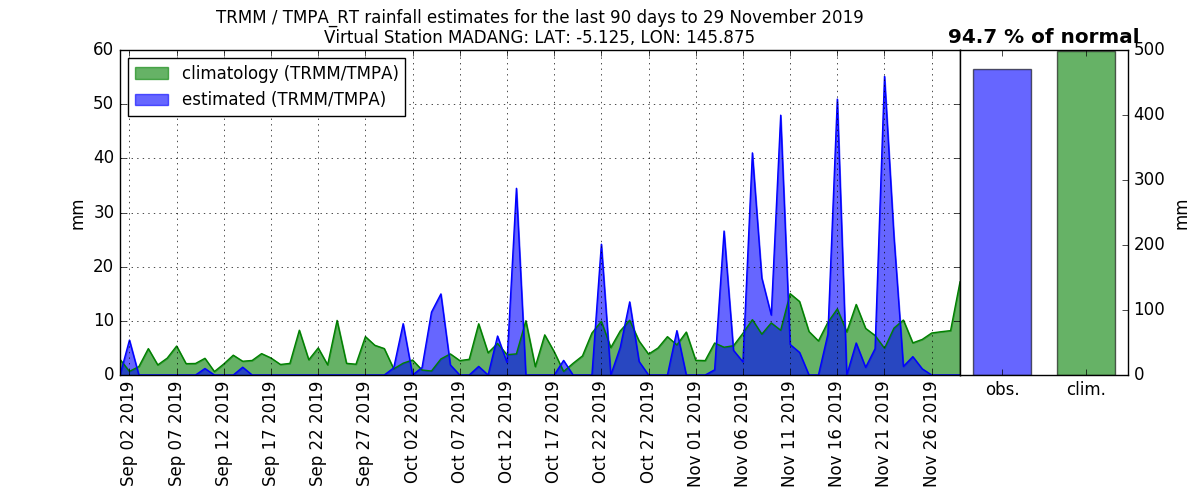 TRMM / TMPA_RT rainfall estimates for the last 90 days to 29 November 2019
Virtual Station MADANG: LAT: -5.125, LON: 145.875
94.7 % of normal
climatology (TRMM/TMPA)
estimated (TRMM/TMPA)
60
50
40
30
20
10
0
mm
Sep 02 2019
Sep 07 2019
Sep 12 2019
Sep 17 2019
Sep 22 2019
Sep 27 2019
Oct 02 2019
Oct 07 2019
Oct 12 2019
Oct 17 2019
Oct 22 2019
Oct 27 2019
Nov 01 2019
Nov 06 2019
Nov 11 2019
Nov 16 2019
Nov 21 2019
Nov 26 2019
obs.
clim.
500
400
300
200
100
0
mm